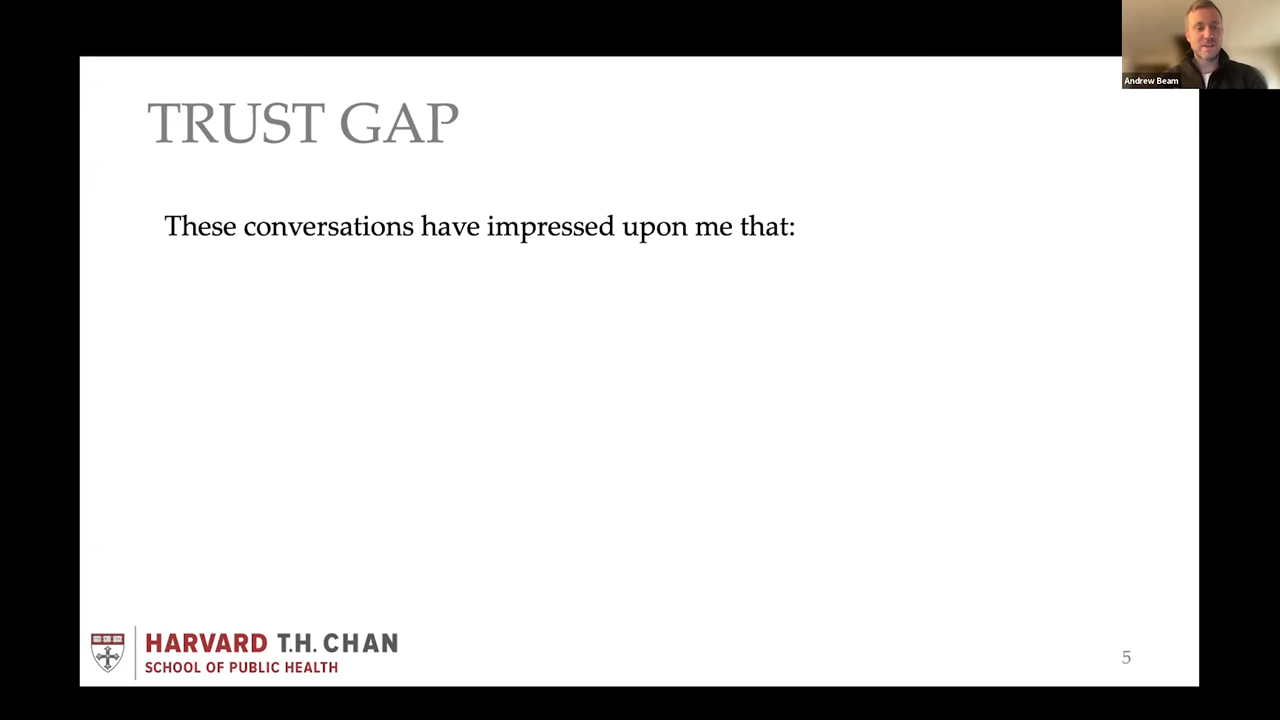 Andrew Beam
TRUST GAP
These conversations have impressed upon me that:
HARVARD T.H. CHAN
SCHOOL OF PUBLIC HEALTH
5